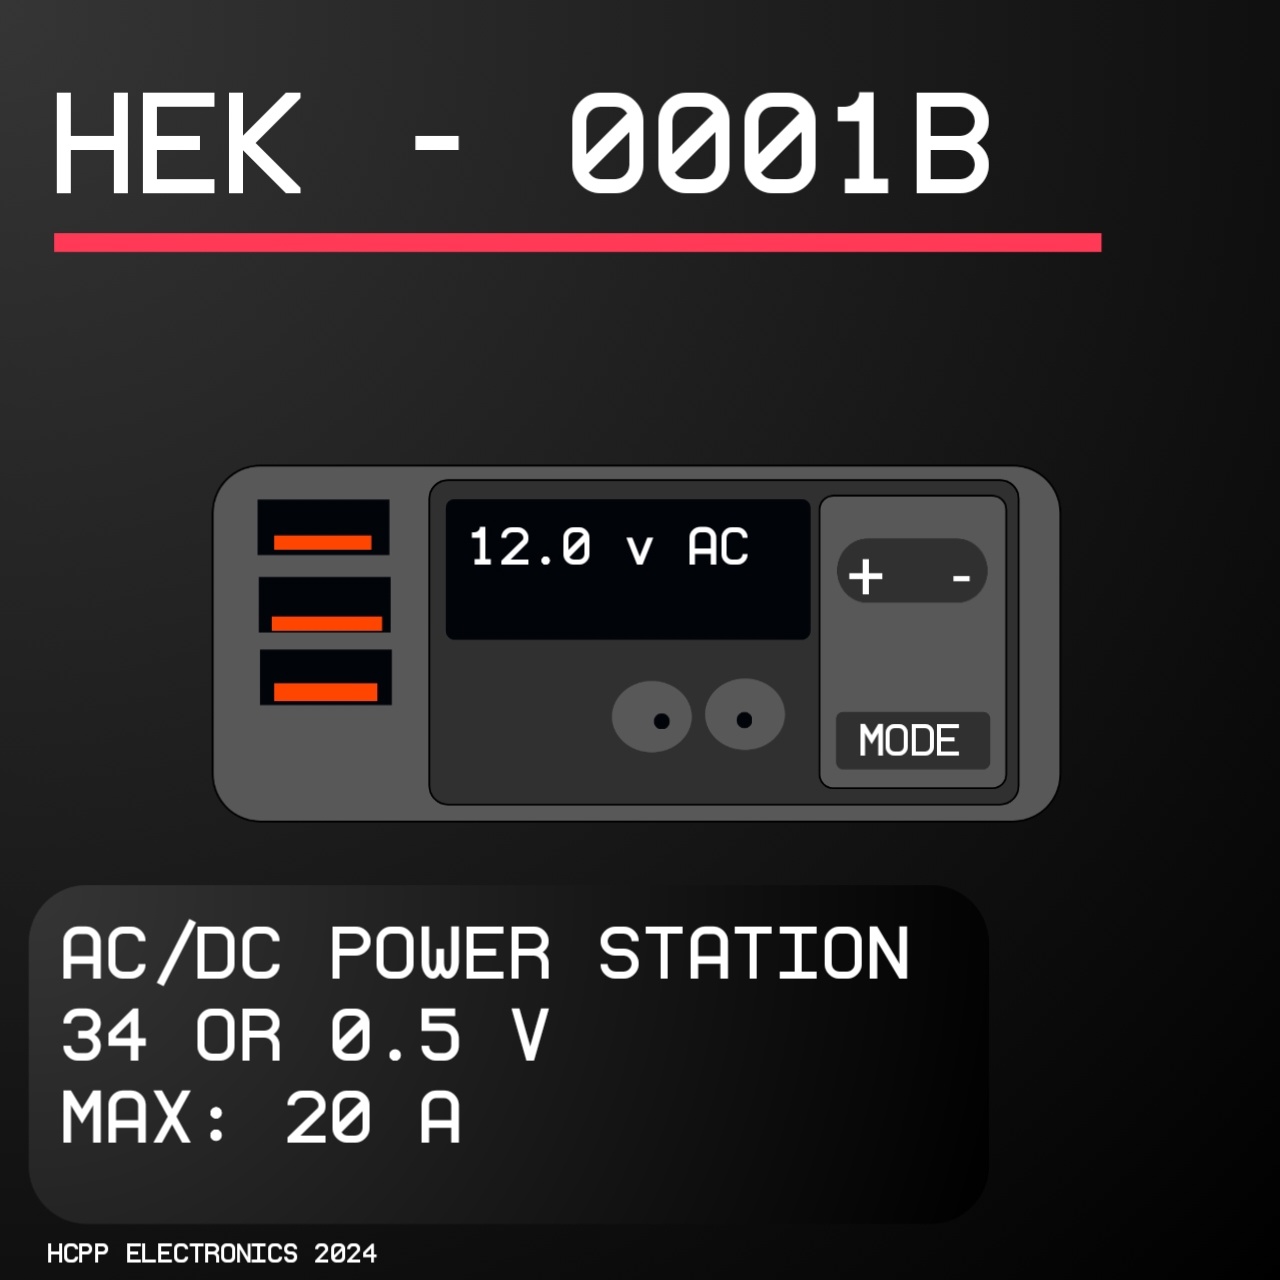 HEK - 0001B
12.0 v AC
+ -
MODE
AC/DC POWER STATION
34 OR 0.5 V
MAX: 20 A
HCPP ELECTRONICS 2024